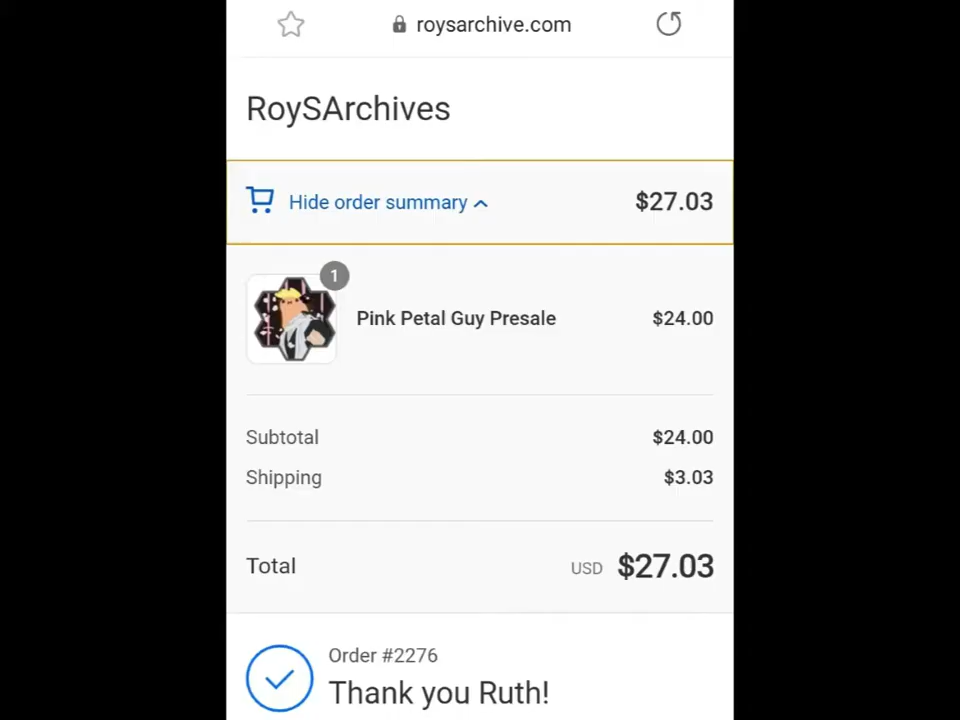 roysarchive.com
RoySArchives
Hide order summary $27.03
1
Pink Petal Guy Presale $24.00
Subtotal $24.00
Shipping $3.03
Total USD $27.03
Order #2276
Thank you Ruth!